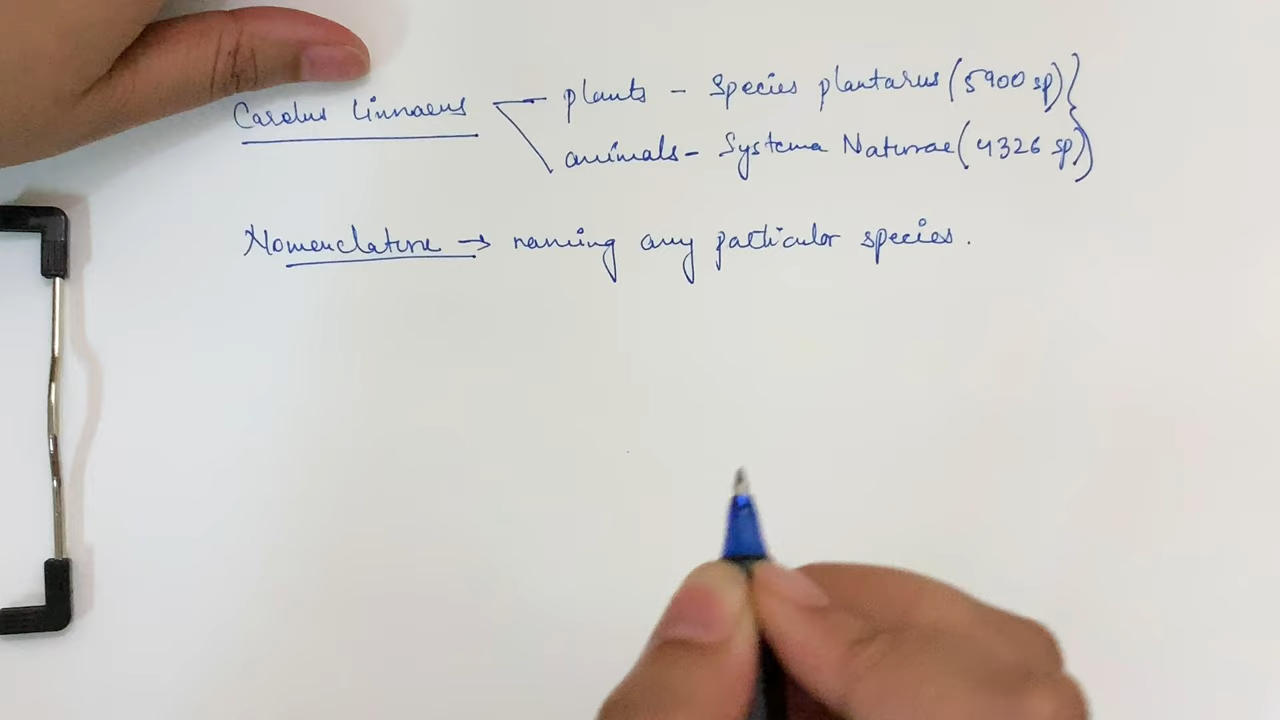 Carolus Linnaeus
plants - Species plantarus (5900 sp)
animals - Systema Naturae (4326 sp)
Nomenclature → naming any particular species.